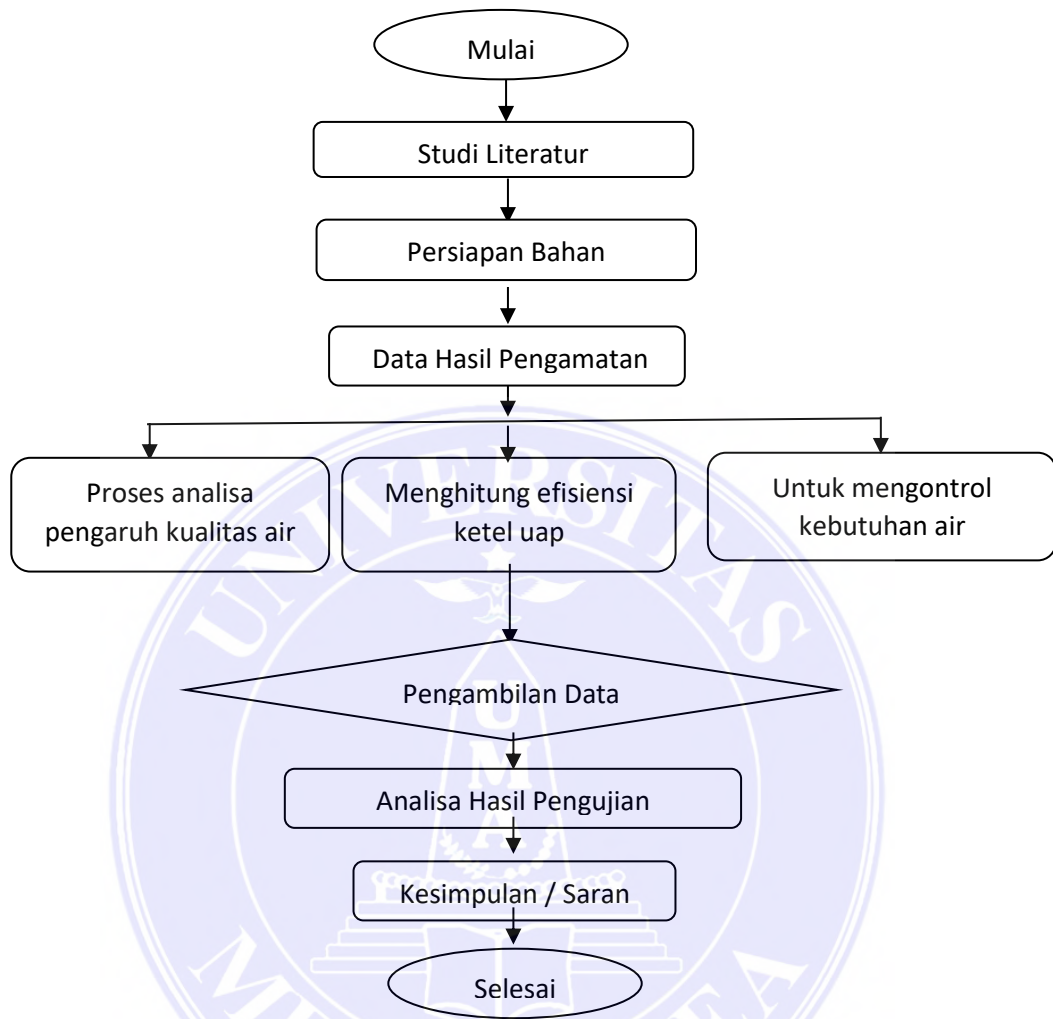 Mulai
Studi Literatur
Persiapan Bahan
Data Hasil Pengamatan
Proses analisa
pengaruh kualitas air
Menghitung efisiensi
ketel uap
Untuk mengontrol
kebutuhan air
UNIVERSITAS
Pengambilan Data
U
M
A
Analisa Hasil Pengujian
Kesimpulan / Saran
Selesai